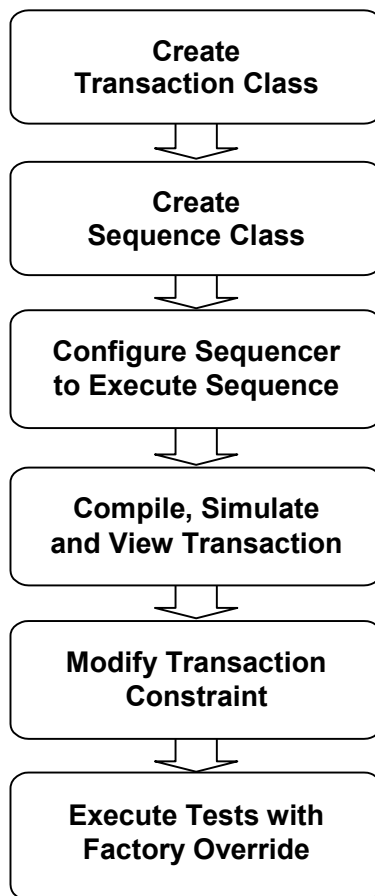 Create
Transaction Class
Create
Sequence Class
Configure Sequencer
to Execute Sequence
Compile, Simulate
and View Transaction
Modify Transaction
Constraint
Execute Tests with
Factory Override